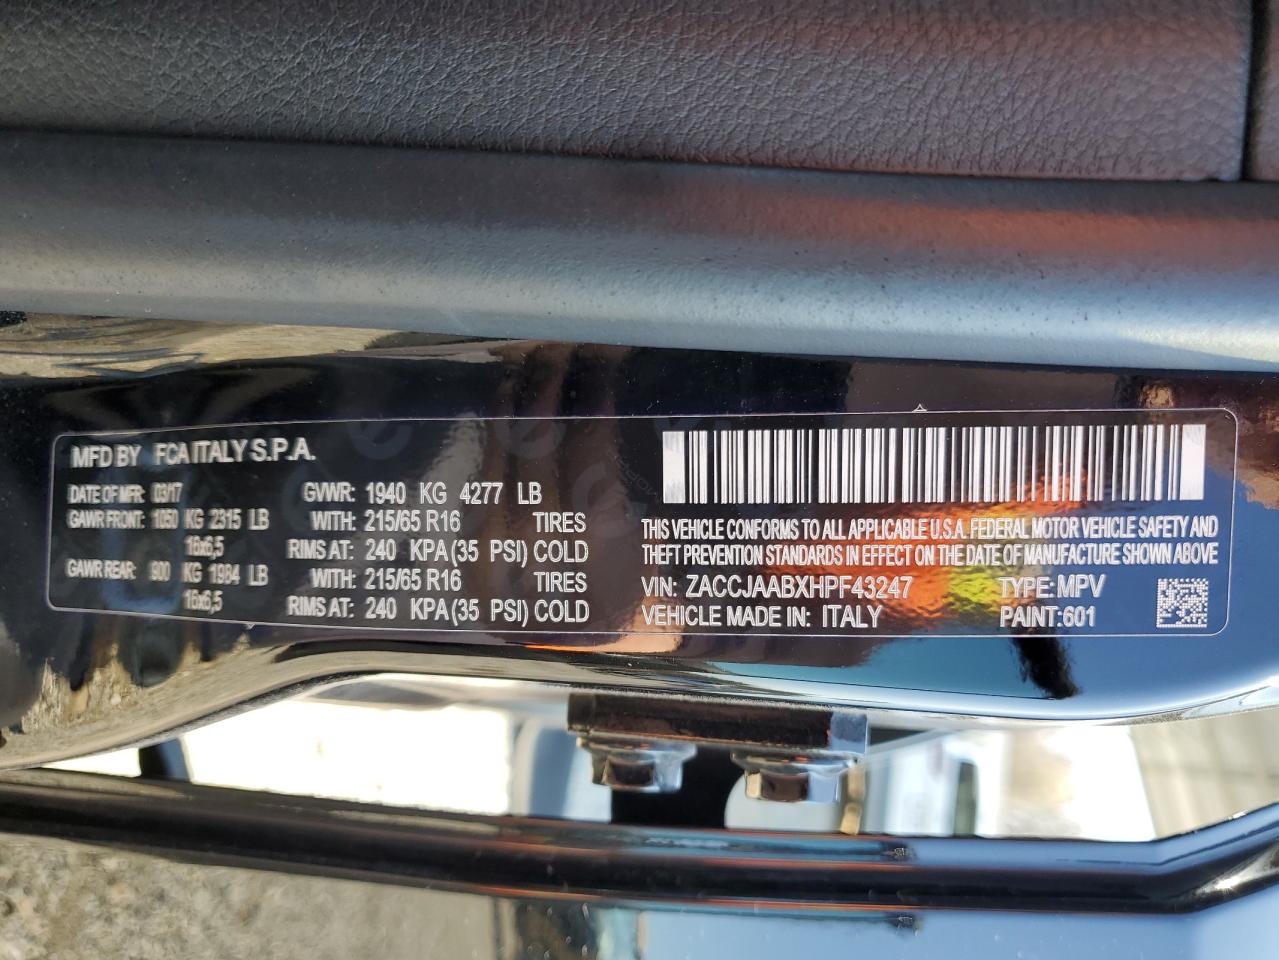 MFD BY FCA ITALY S.P.A.
DATE OF MFR: 03/17 GVWR: 1940 KG 4277 LB
GAWR FRONT: 1050 KG 2315 LB WITH: 215/65 R16 TIRES
16x6,5 RIMS AT: 240 KPA(35 PSI) COLD
GAWR REAR: 900 KG 1984 LB WITH: 215/65 R16 TIRES
16x6,5 RIMS AT: 240 KPA(35 PSI) COLD
THIS VEHICLE CONFORMS TO ALL APPLICABLE U.S.A. FEDERAL MOTOR VEHICLE SAFETY AND
THEFT PREVENTION STANDARDS IN EFFECT ON THE DATE OF MANUFACTURE SHOWN ABOVE
VIN: ZACCJAABXHPF43247 TYPE: MPV
VEHICLE MADE IN: ITALY PAINT:601